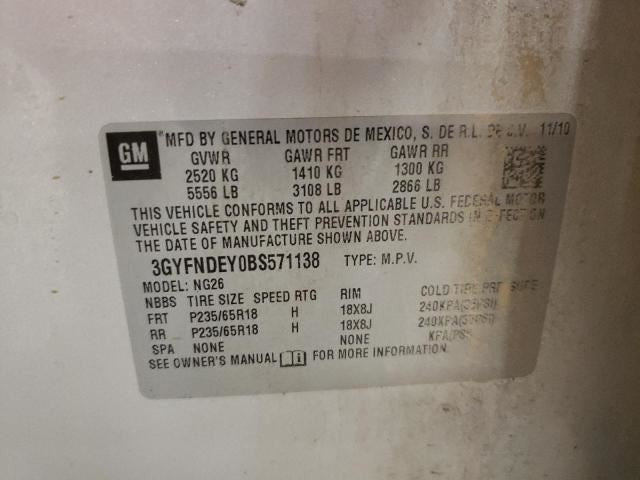 GM
*MFD BY GENERAL MOTORS DE MEXICO, S. DE R.L. DE C.V. 11/10
GVWR GAWR FRT GAWR RR
2520 KG 1410 KG 1300 KG
5556 LB 3108 LB 2866 LB
THIS VEHICLE CONFORMS TO ALL APPLICABLE U.S. FEDERAL MOTOR
VEHICLE SAFETY AND THEFT PREVENTION STANDARDS IN EFFECT ON
THE DATE OF MANUFACTURE SHOWN ABOVE.
3GYFNDEY0BS571138 TYPE: M.P.V.
MODEL: NG26
NBBS TIRE SIZE SPEED RTG RIM COLD TIRE PRESSURE
FRT P235/65R18 H 18X8J 240KPA(35PSI)
RR P235/65R18 H 18X8J 240KPA(35PSI)
SPA NONE NONE KPA(PSI)
SEE OWNER'S MANUAL FOR MORE INFORMATION.